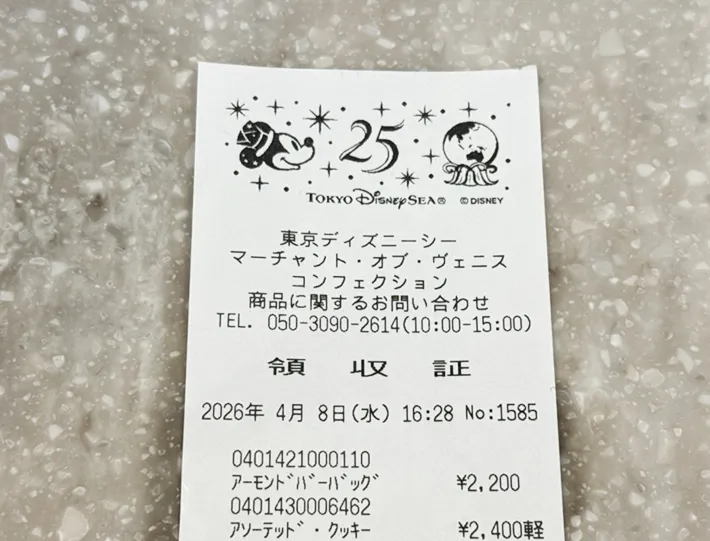 25
TOKYO DISNEYSEA® ©DISNEY
東京ディズニーシー
マーチャント・オブ・ヴェニス
コンフェクション
商品に関するお問い合わせ
TEL. 050-3090-2614(10:00-15:00)
領 収 証
2026年 4月 8日(水) 16:28 No:1585
0401421000110
ｱｰﾓﾝﾄﾞﾊﾞｰﾊﾞｯｸﾞ ¥2,200
0401430006462
ｱｿｰﾃｯﾄﾞ・ｸｯｷｰ ¥2,400軽